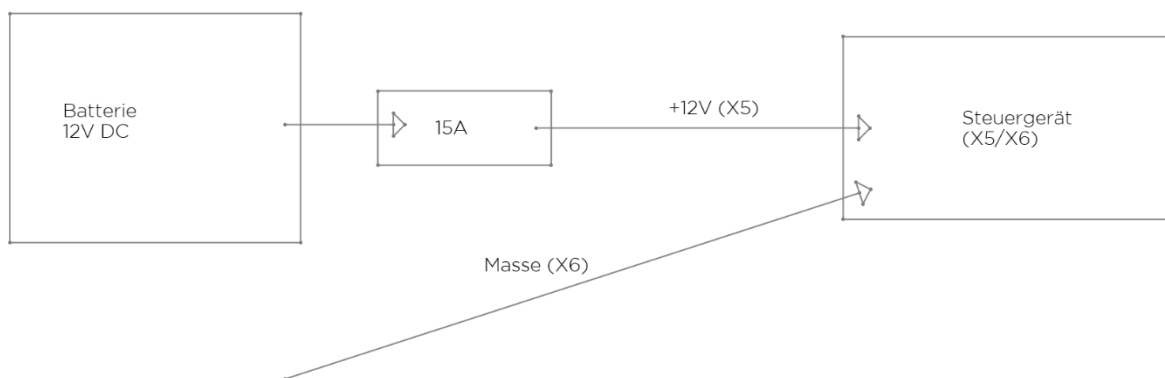 Batterie
12V DC
15A
+12V (X5)
Steuergerät
(X5/X6)
Masse (X6)